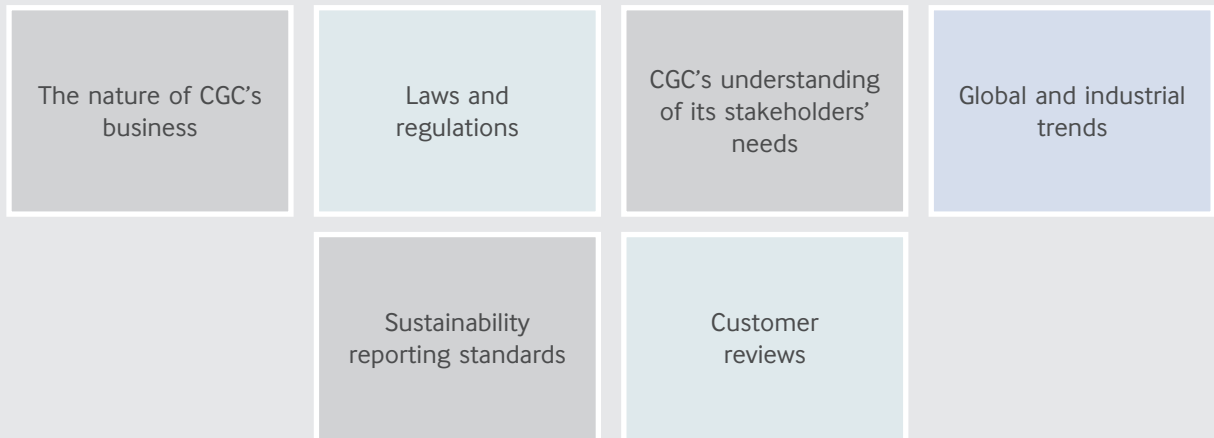 The nature of CGC’s
business
Laws and
regulations
CGC’s understanding
of its stakeholders’
needs
Global and industrial
trends
Sustainability
reporting standards
Customer
reviews